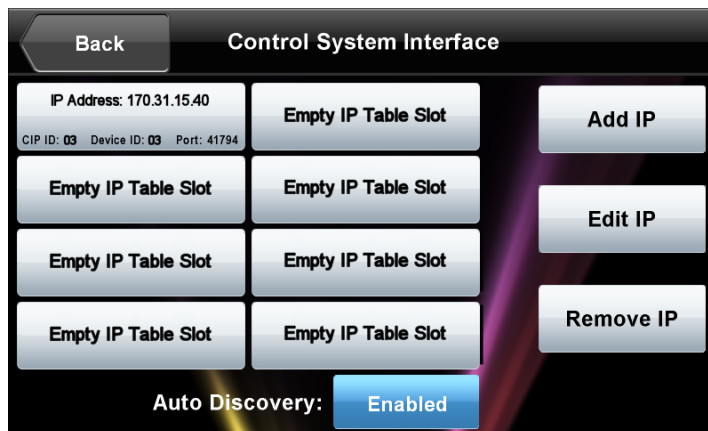 Back
Control System Interface
IP Address: 170.31.15.40
CIP ID: 03 Device ID: 03 Port: 41794
Empty IP Table Slot
Add IP
Empty IP Table Slot
Empty IP Table Slot
Edit IP
Empty IP Table Slot
Empty IP Table Slot
Remove IP
Empty IP Table Slot
Empty IP Table Slot
Auto Discovery:
Enabled